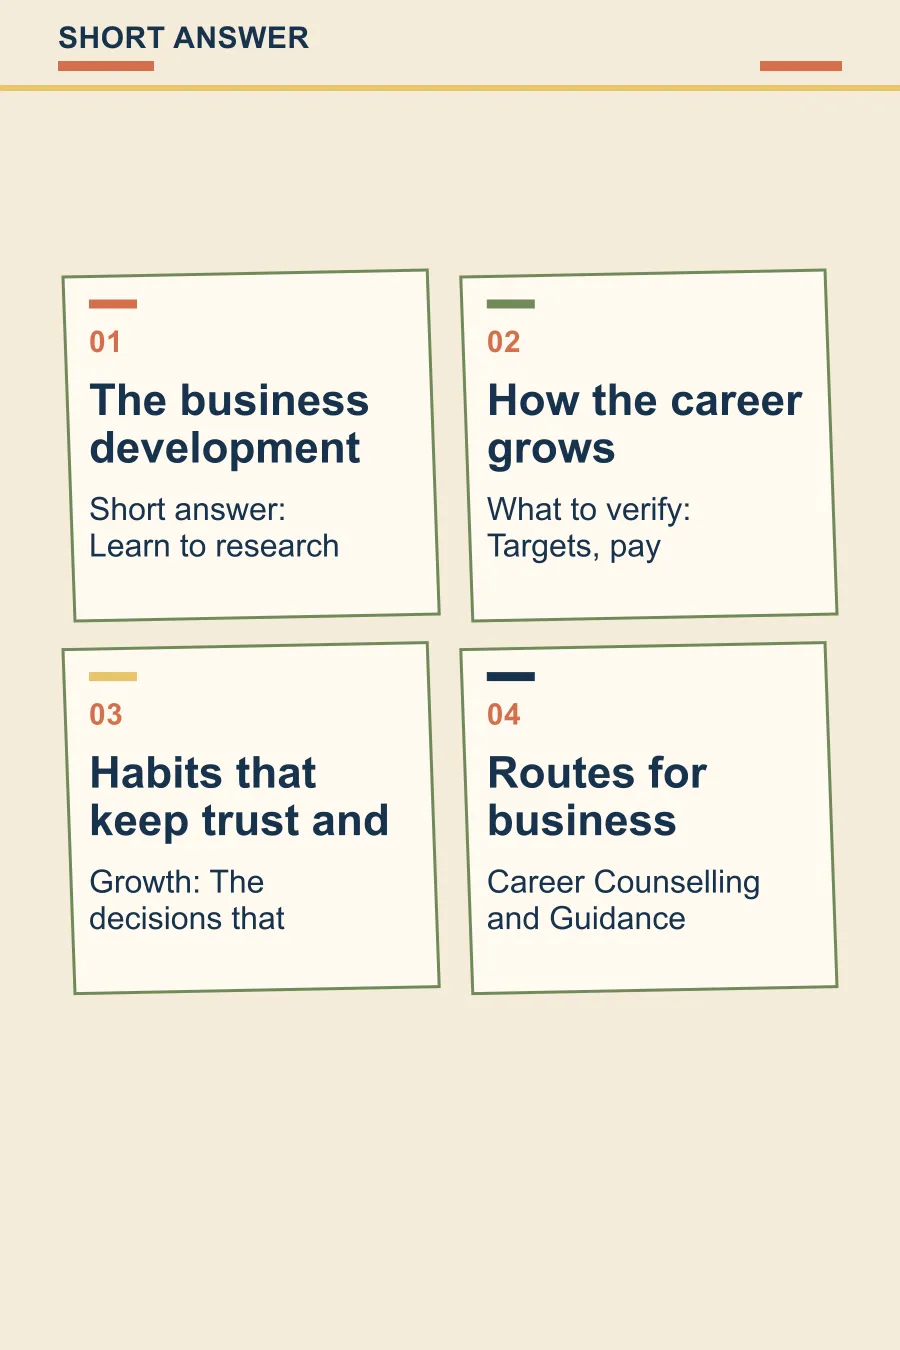 SHORT ANSWER
01
The business
development
Short answer:
Learn to research
02
How the career
grows
What to verify:
Targets, pay
03
Habits that
keep trust and
Growth: The
decisions that
04
Routes for
business
Career Counselling
and Guidance